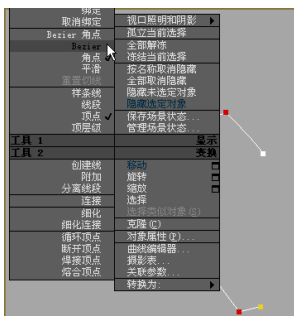 绑定
取消绑定
Bezier 角点
Bezier
角点
平滑
重置切线
样条线
线段
顶点
顶层级
工具 1
工具 2
创建线
附加
分离线段
连接
细化
细化连接
循环顶点
断开顶点
焊接顶点
熔合顶点
视口照明和阴影
孤立当前选择
全部解冻
冻结当前选择
按名称取消隐藏
全部取消隐藏
隐藏未选定对象
隐藏选定对象
保存场景状态...
管理场景状态...
显示
变换
移动
旋转
缩放
选择
选择类似对象(S)
克隆(C)
对象属性(P)...
曲线编辑器...
摄影表...
关联参数...
转换为: